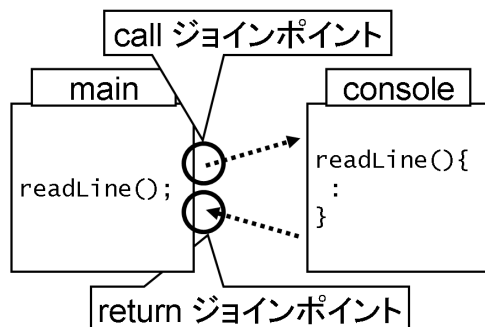 call ジョインポイント
main
console
readLine();
readLine(){
:
}
return ジョインポイント